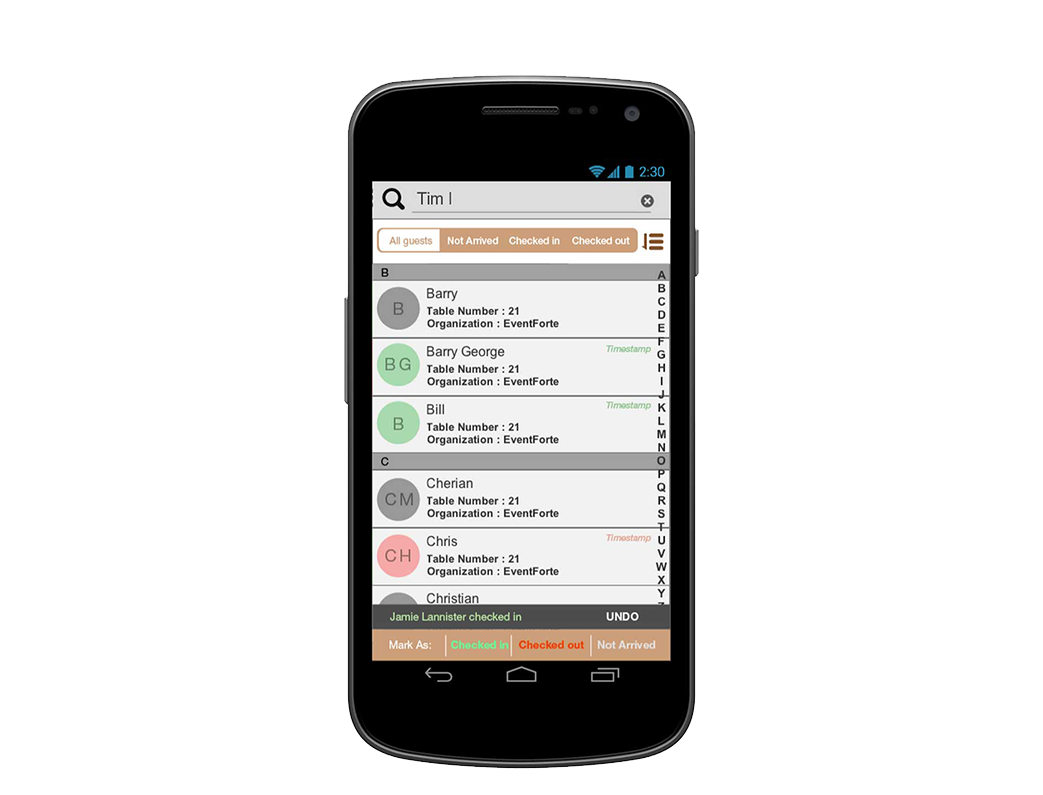 2:30
Tim
All guests Not Arrived Checked in Checked out
B
A
B
C
D
E
F
G
H
I
J
K
L
M
N
O
P
Q
R
S
T
U
V
W
X
Y
Z
B
Barry
Table Number : 21
Organization : EventForte
BG
Barry George
Timestamp
Table Number : 21
Organization : EventForte
B
Bill
Timestamp
Table Number : 21
Organization : EventForte
C
CM
Cherian
Table Number : 21
Organization : EventForte
CH
Chris
Timestamp
Table Number : 21
Organization : EventForte
Christian
Jamie Lannister checked in UNDO
Mark As: Checked in Checked out Not Arrived